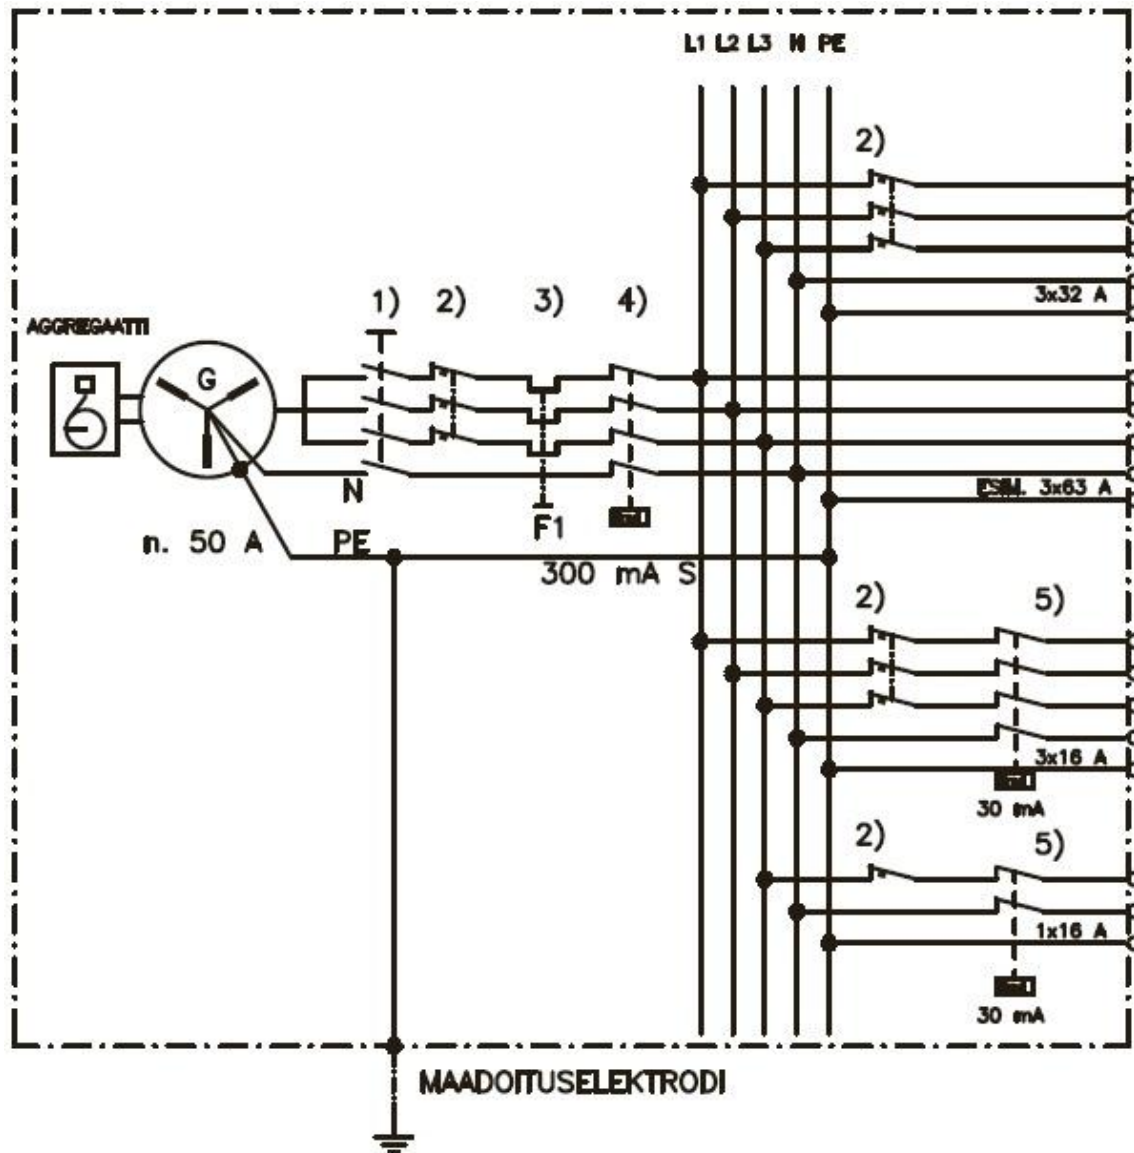 L1 L2 L3 N PE
2)
3x32 A
1) 2) 3) 4)
AGGREGAATTI
G
N
ESIM. 3x63 A
F1
n. 50 A PE
300 mA S
2) 5)
3x16 A
30 mA
2) 5)
1x16 A
30 mA
MAADOITUSELEKTRODI